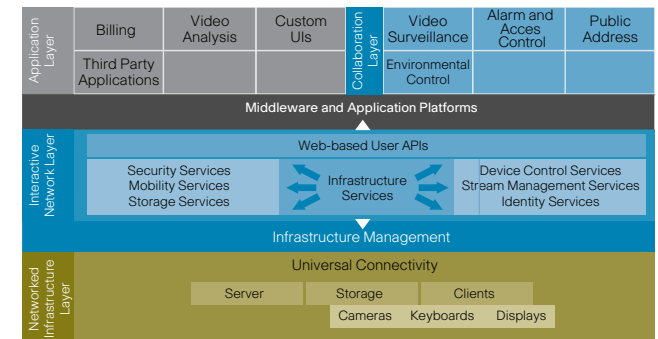 Application
Layer
Billing
Video
Analysis
Custom
UIs
Collaboration
Layer
Video
Surveillance
Alarm and
Acces
Control
Public
Address
Third Party
Applications
Environmental
Control
Middleware and Application Platforms
Interactive
Network Layer
Web-based User APIs
Security Services
Mobility Services
Storage Services
Infrastructure
Services
Device Control Services
Stream Management Services
Identity Services
Infrastructure Management
Networked
Infrastructure
Layer
Universal Connectivity
Server
Storage
Clients
Cameras
Keyboards
Displays